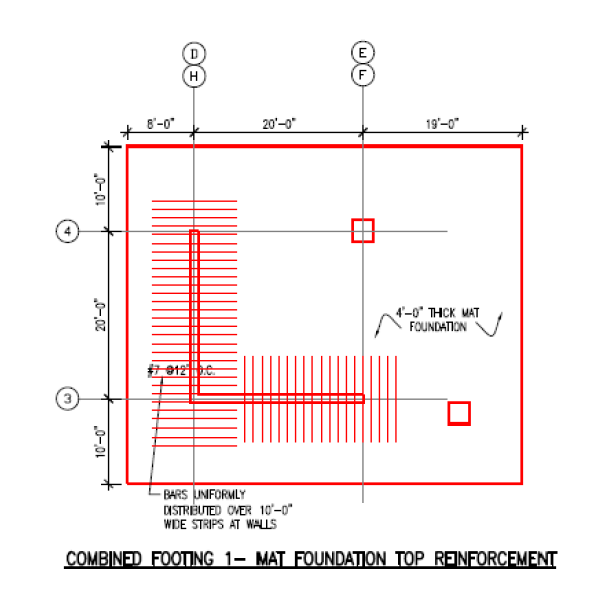 D
H
E
F
8'-0"
20'-0"
19'-0"
10'-0"
4
20'-0"
4'-0" THICK MAT
FOUNDATION
#7 @12" O.C.
3
10'-0"
BARS UNIFORMLY
DISTRIBUTED OVER 10'-0"
WIDE STRIPS AT WALLS
COMBINED FOOTING 1- MAT FOUNDATION TOP REINFORCEMENT